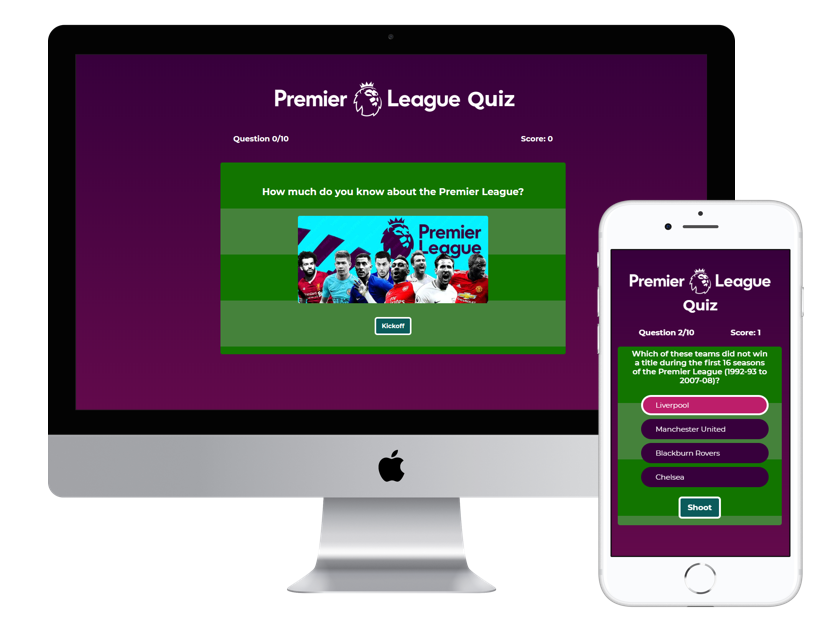 Premier League Quiz
Question 0/10 Score: 0
How much do you know about the Premier League?
Premier
League
Kickoff
Premier League
Quiz
Question 2/10 Score: 1
Which of these teams did not win
a title during the first 16 seasons
of the Premier League (1992-93 to
2007-08)?
Liverpool
Manchester United
Blackburn Rovers
Chelsea
Shoot